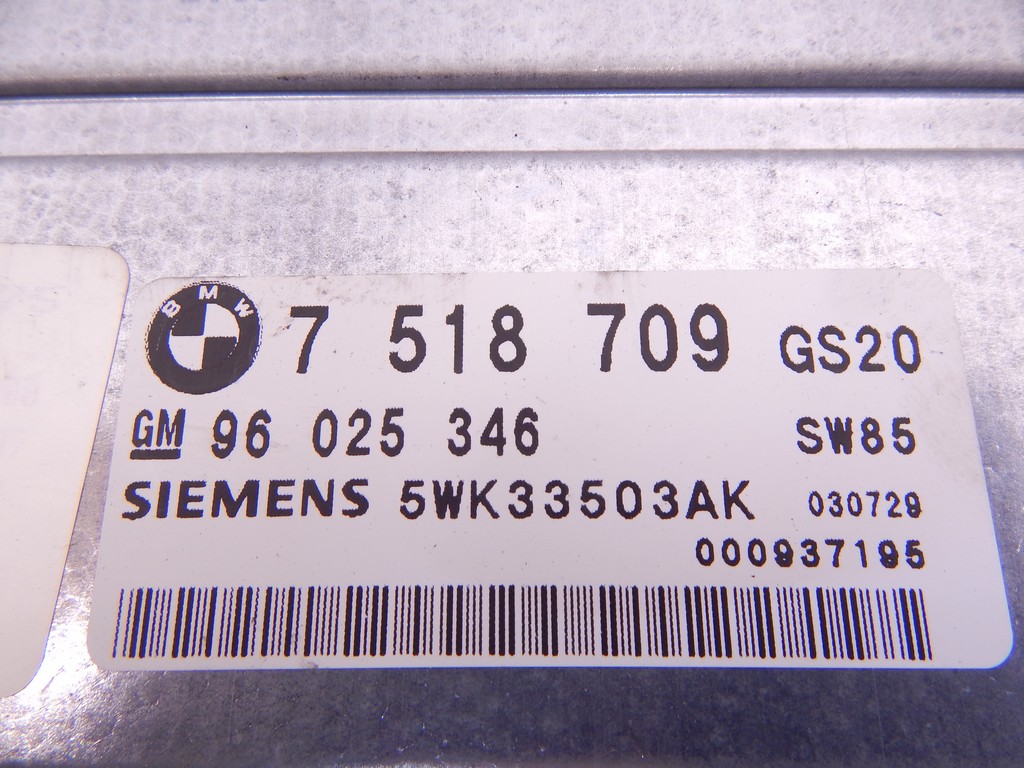 BMW 7 518 709 GS20
GM 96 025 346 SW85
SIEMENS 5WK33503AK 030729
000937195